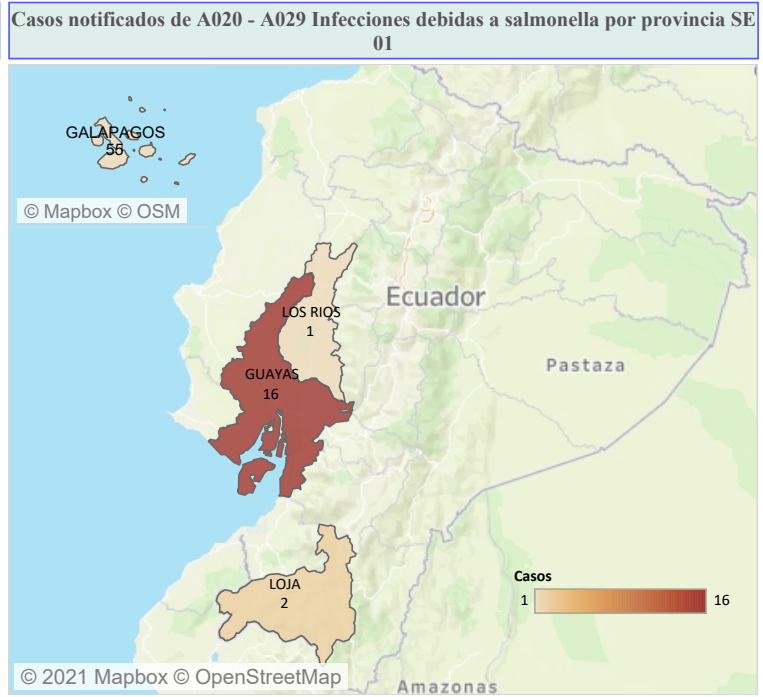 Casos notificados de A020 - A029 Infecciones debidas a salmonella por provincia SE
01
GALAPAGOS
55
© Mapbox © OSM
Ecuador
LOS RIOS
1
Pastaza
GUAYAS
16
LOJA
2
Casos
1 16
© 2021 Mapbox © OpenStreetMap
Amazonas